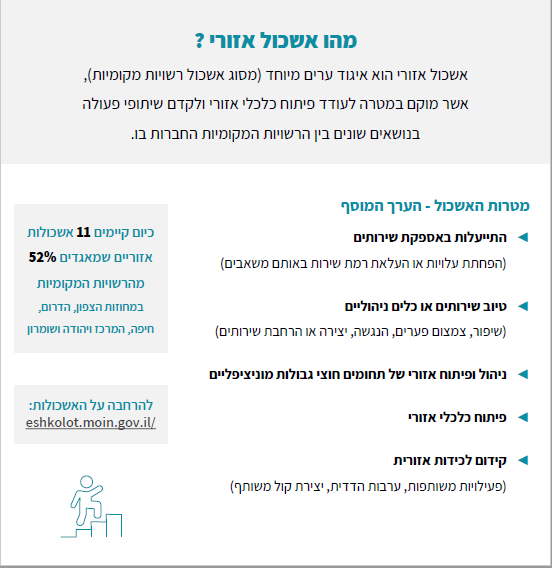 מהו אשכול אזורי ?
אשכול אזורי הוא איגוד ערים מיוחד (מסוג אשכול רשויות מקומיות),
אשר מוקם במטרה לעודד פיתוח כלכלי אזורי ולקדם שיתופי פעולה
בנושאים שונים בין הרשויות המקומיות החברות בו.
מטרות האשכול - הערך המוסף
התייעלות באספקת שירותים
(הפחתת עלויות או העלאת רמת שירות באותם משאבים)
טיוב שירותים או כלים ניהוליים
(שיפור, צמצום פערים, הנגשה, יצירה או הרחבת שירותים)
ניהול ופיתוח אזורי של תחומים חוצי גבולות מוניציפליים
פיתוח כלכלי אזורי
קידום לכידות אזורית
(פעילויות משותפות, ערבות הדדית, יצירת קול משותף)
כיום קיימים 11 אשכולות
אזוריים שמאגדים 52%
מהרשויות המקומיות
במחוזות הצפון, הדרום,
חיפה, המרכז ויהודה ושומרון
להרחבה על האשכולות:
eshkolot.moin.gov.il/